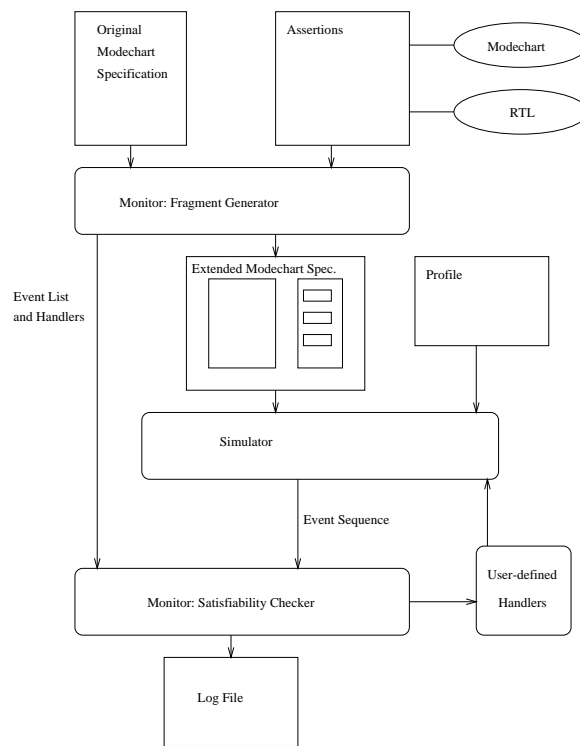 Original
Modechart
Specification
Assertions
Modechart
RTL
Monitor: Fragment Generator
Extended Modechart Spec.
Profile
Event List
and Handlers
Simulator
Event Sequence
User-defined
Handlers
Monitor: Satisfiability Checker
Log File